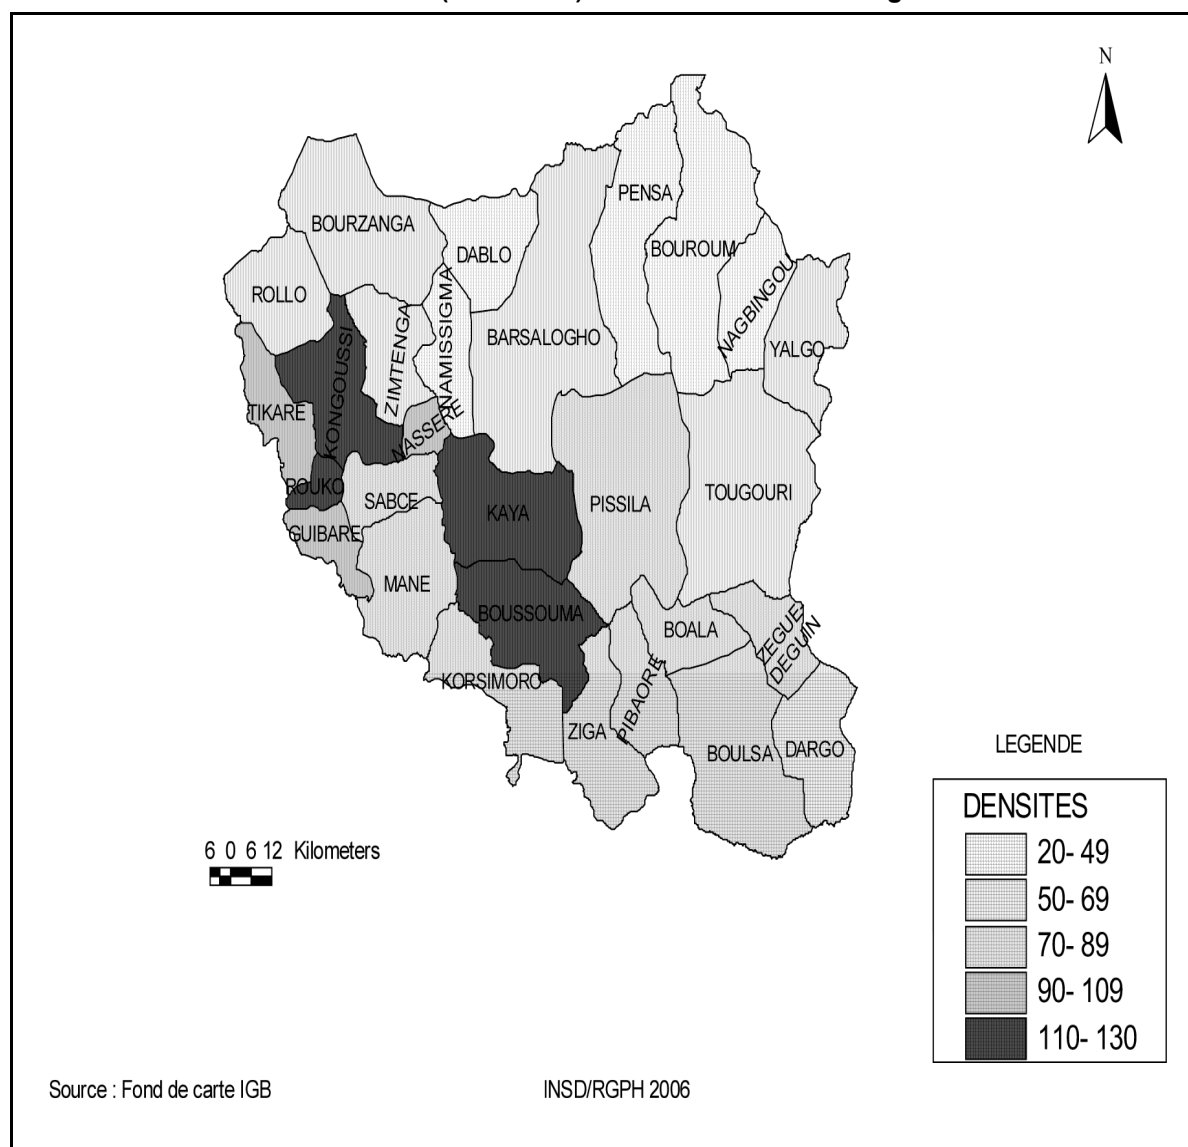 N
PENSA
BOURZANGA
BOUROUM
DABLO
NAGBINGOU
ROLLO
NAMISSIGMA
BARSALOGHO
YALGO
ZIMTENGA
KONGOUSSI
TIKARE
NASSERE
ROUKO
SABCE
KAYA
PISSILA
TOUGOURI
GUIBARE
MANE
BOUSSOUMA
BOALA
ZEGUE-
DEGUIN
KORSIMORO
PIBAORE
ZIGA
BOULSA
DARGO
LEGENDE
DENSITES
20- 49
50- 69
70- 89
90- 109
110- 130
6 0 6 12 Kilometers
Source : Fond de carte IGB
INSD/RGPH 2006